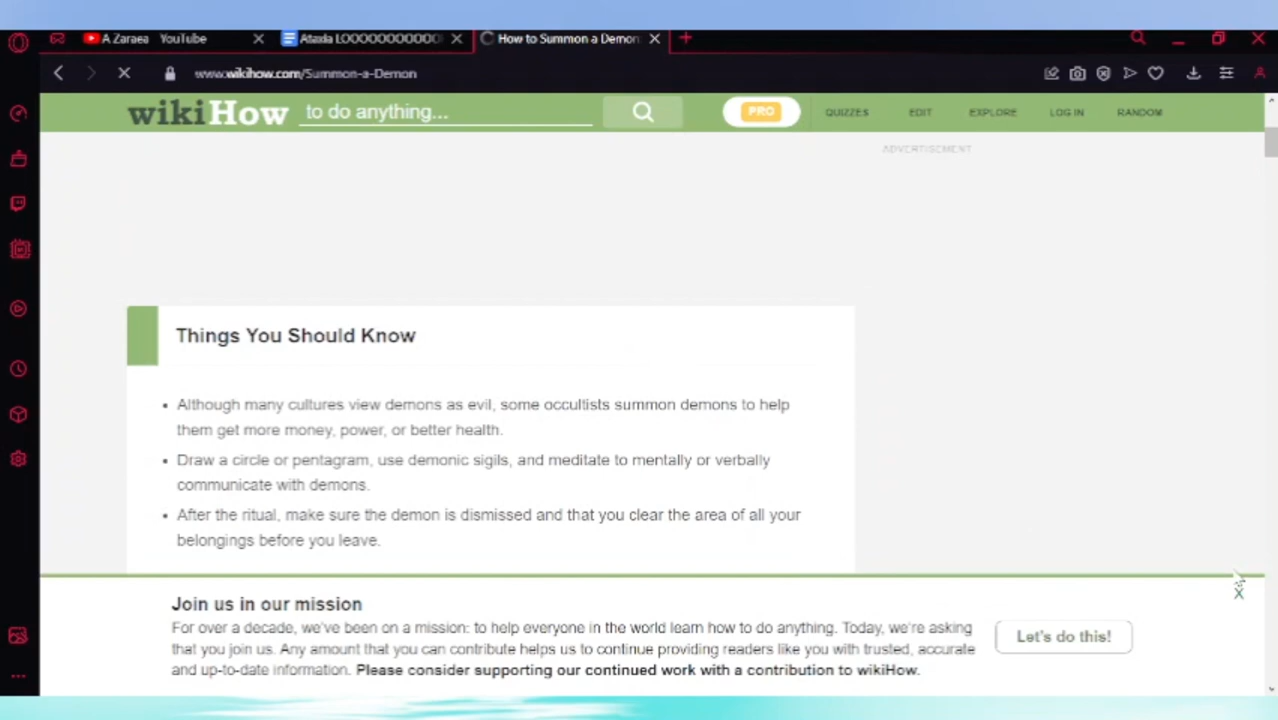 A Zaraea YouTube
Ataxia LOOOOOOOOOOO
How to Summon a Demon
www.wikihow.com/Summon-a-Demon
wikiHow to do anything...
PRO
QUIZZES
EDIT
EXPLORE
LOG IN
RANDOM
ADVERTISEMENT
Things You Should Know
Although many cultures view demons as evil, some occultists summon demons to help
them get more money, power, or better health.
Draw a circle or pentagram, use demonic sigils, and meditate to mentally or verbally
communicate with demons.
After the ritual, make sure the demon is dismissed and that you clear the area of all your
belongings before you leave.
X
Join us in our mission
For over a decade, we've been on a mission: to help everyone in the world learn how to do anything. Today, we're asking
that you join us. Any amount that you can contribute helps us to continue providing readers like you with trusted, accurate
and up-to-date information. Please consider supporting our continued work with a contribution to wikiHow.
Let's do this!